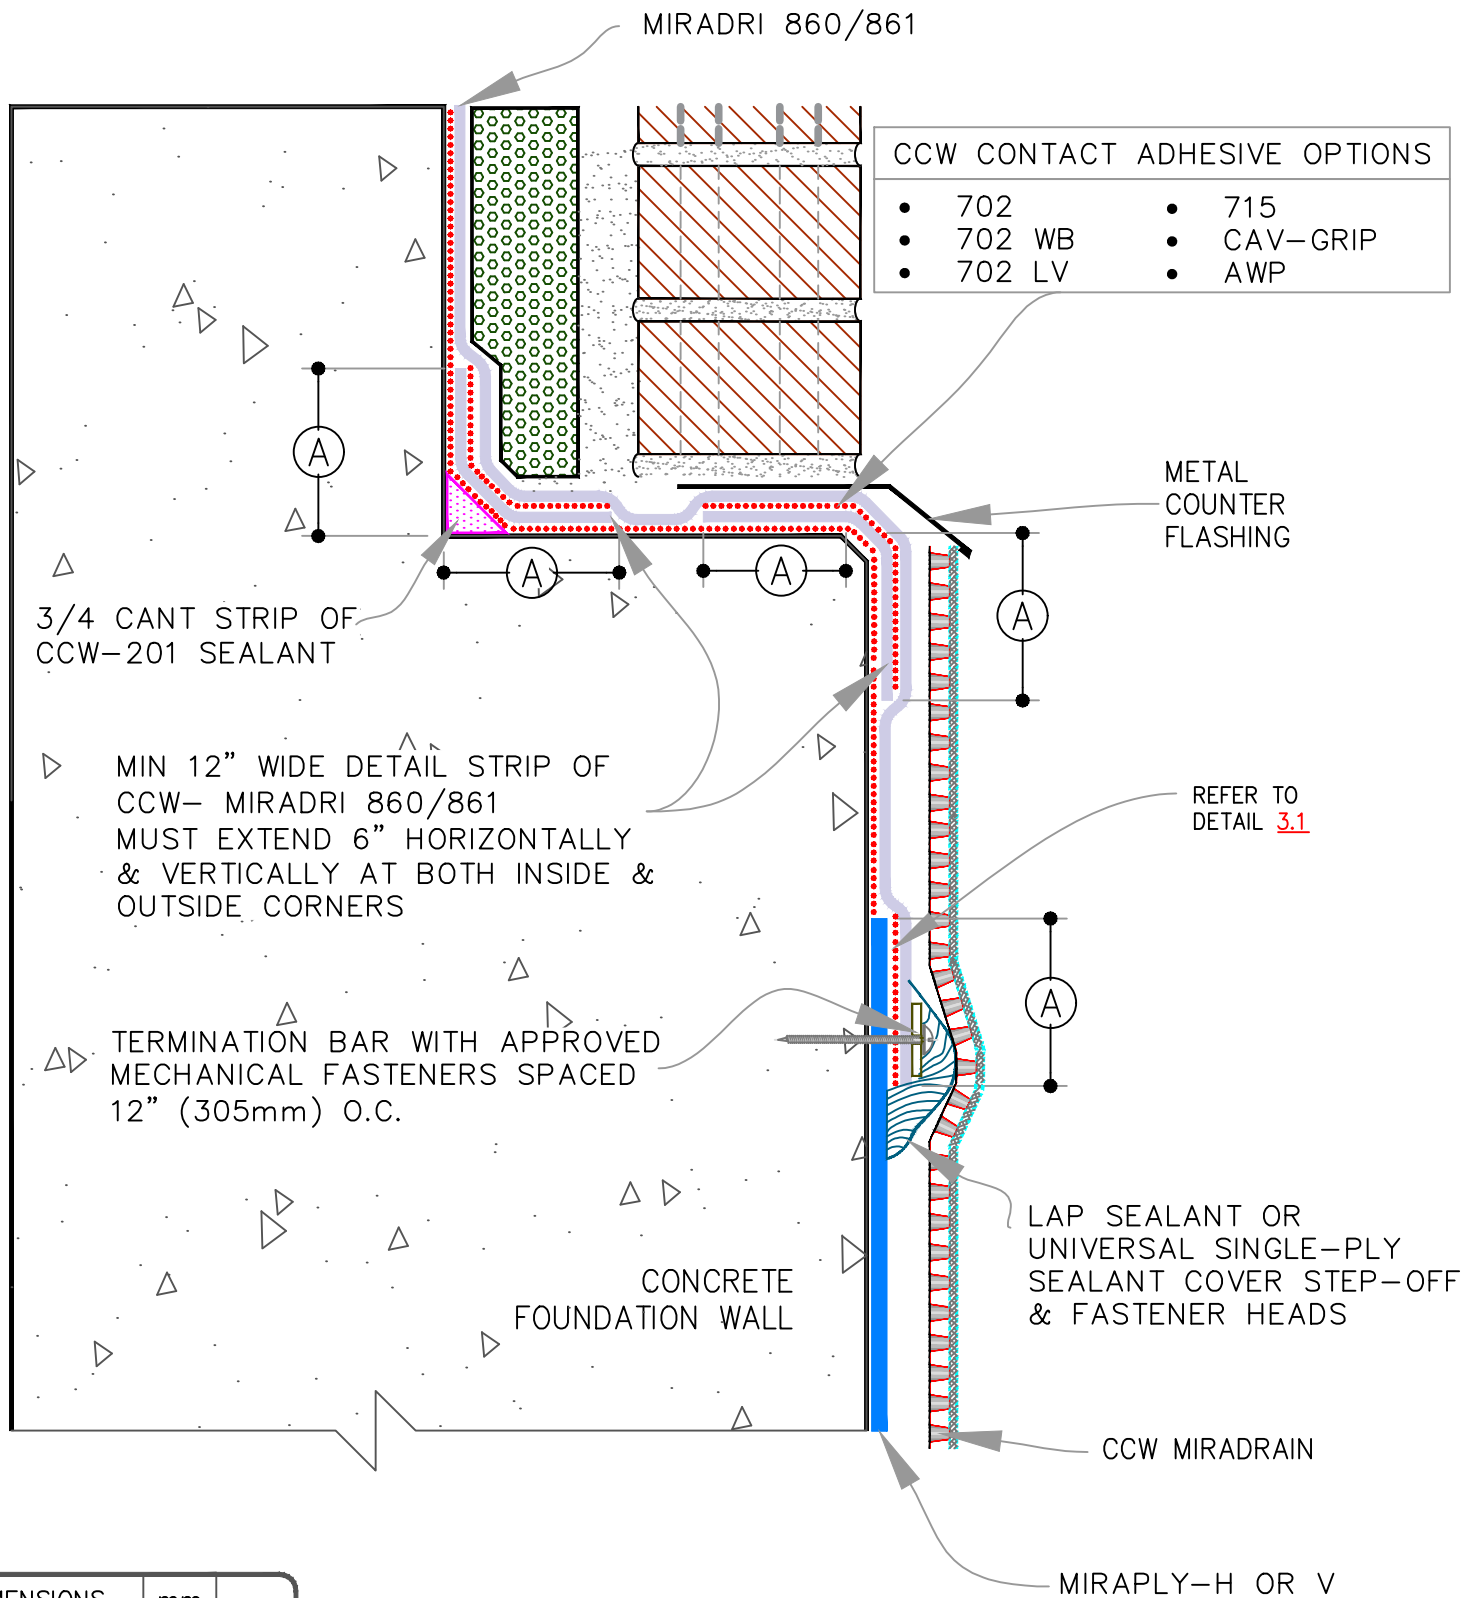 MIRADRI 860/861
CCW CONTACT ADHESIVE OPTIONS
• 702 • 715
• 702 WB • CAV-GRIP
• 702 LV • AWP
METAL
COUNTER
FLASHING
A
A
A
A
3/4 CANT STRIP OF
CCW-201 SEALANT
MIN 12" WIDE DETAIL STRIP OF
CCW- MIRADRI 860/861
MUST EXTEND 6" HORIZONTALLY
& VERTICALLY AT BOTH INSIDE &
OUTSIDE CORNERS
REFER TO
DETAIL 3.1
A
TERMINATION BAR WITH APPROVED
MECHANICAL FASTENERS SPACED
12" (305mm) O.C.
LAP SEALANT OR
UNIVERSAL SINGLE-PLY
SEALANT COVER STEP-OFF
& FASTENER HEADS
CONCRETE
FOUNDATION WALL
CCW MIRADRAIN
MIRAPLY-H OR V